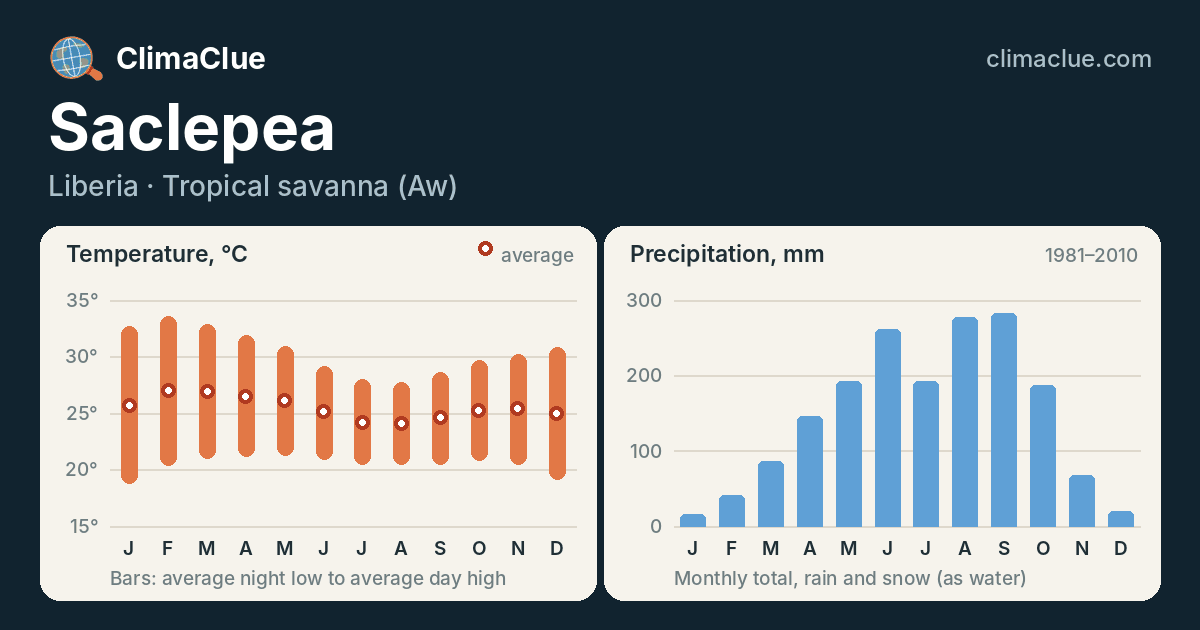 ClimaClue
climaclue.com
Saclepea
Liberia · Tropical savanna (Aw)
Temperature, °C
average
35°
30°
25°
20°
15°
J F M A M J J A S O N D
Bars: average night low to average day high
Precipitation, mm
1981–2010
300
200
100
0
J F M A M J J A S O N D
Monthly total, rain and snow (as water)